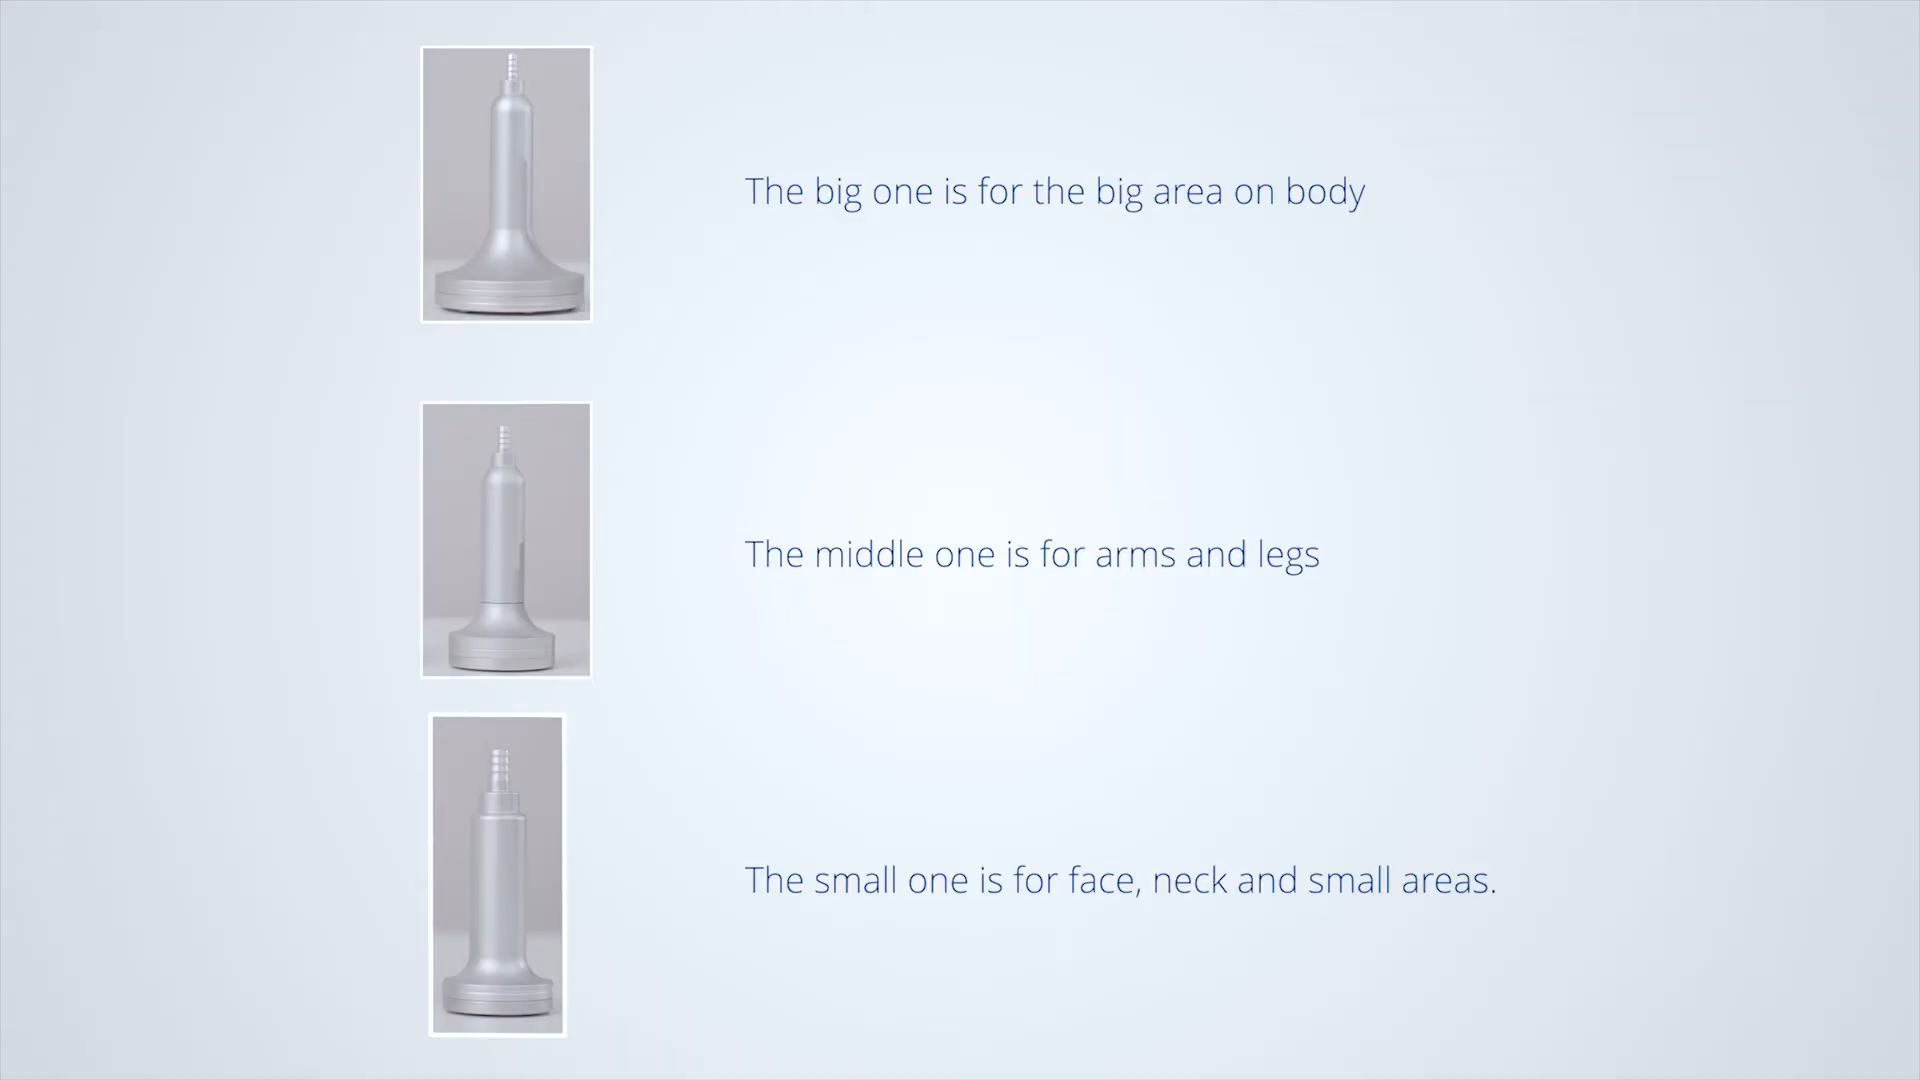 The big one is for the big area on body
The middle one is for arms and legs
The small one is for face, neck and small areas.